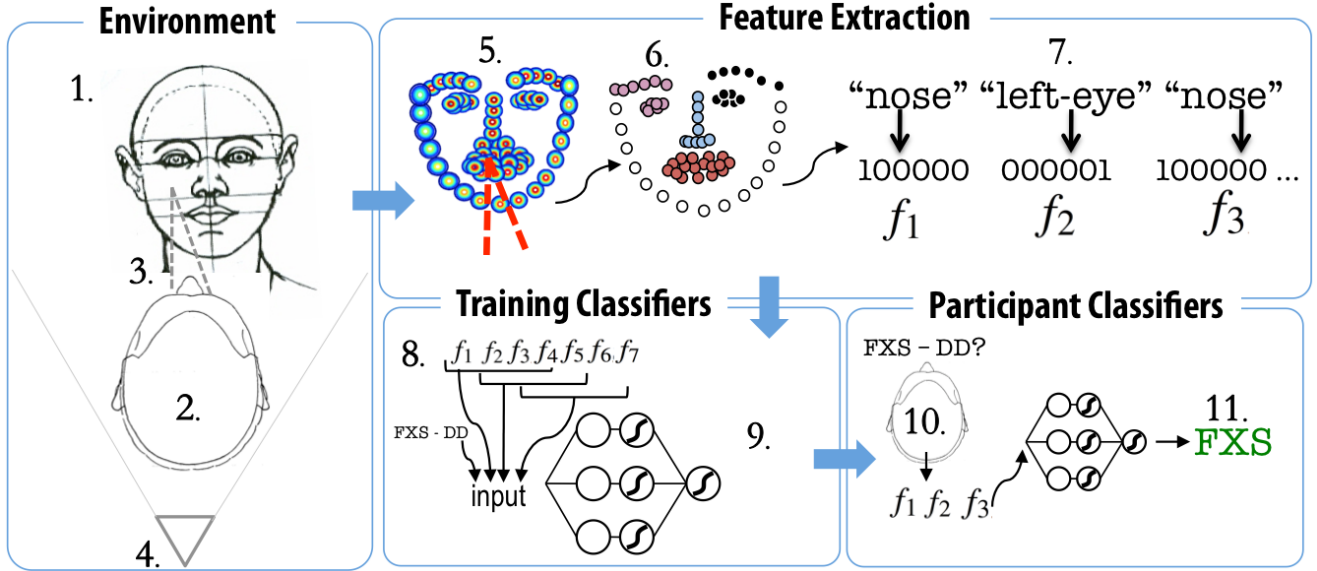 Environment
1.
3.
2.
4.
Feature Extraction
5.
6.
7.
“nose” “left-eye” “nose”
100000 000001 100000 ...
f1 f2 f3
Training Classifiers
8.
f1 f2 f3 f4 f5 f6 f7
FXS - DD
input
9.
Participant Classifiers
FXS – DD?
10.
f1 f2 f3
11.
FXS